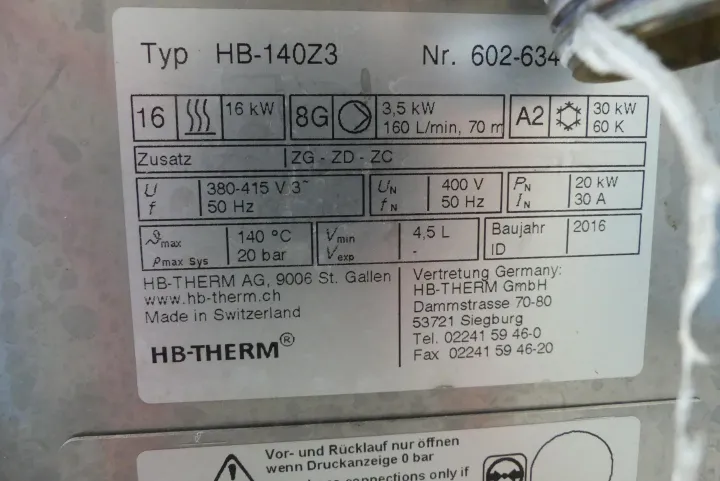 Typ HB-140Z3 Nr. 602-634
16 16 kW 8G 3,5 kW A2 30 kW
160 L/min, 70 m 60 K
Zusatz ZG - ZD - ZC
U 380-415 V 3~ UN 400 V PN 20 kW
f 50 Hz fN 50 Hz IN 30 A
ϑmax 140 °C Vmin 4,5 L Baujahr 2016
pmax Sys 20 bar Vexp - ID
HB-THERM AG, 9006 St. Gallen
www.hb-therm.ch
Made in Switzerland
HB-THERM®
Vertretung Germany:
HB-THERM GmbH
Dammstrasse 70-80
53721 Siegburg
Tel. 02241 59 46-0
Fax 02241 59 46-20
Vor- und Rücklauf nur öffnen
wenn Druckanzeige 0 bar
connections only if